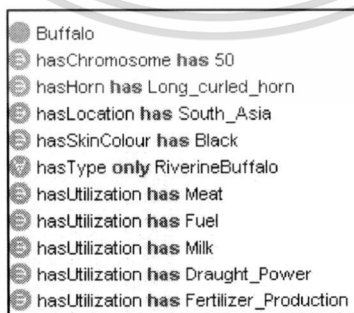 Buffalo
hasChromosome has 50
hasHorn has Long_curled_horn
hasLocation has South_Asia
hasSkinColour has Black
hasType only RiverineBuffalo
hasUtilization has Meat
hasUtilization has Fuel
hasUtilization has Milk
hasUtilization has Draught_Power
hasUtilization has Fertilizer_Production